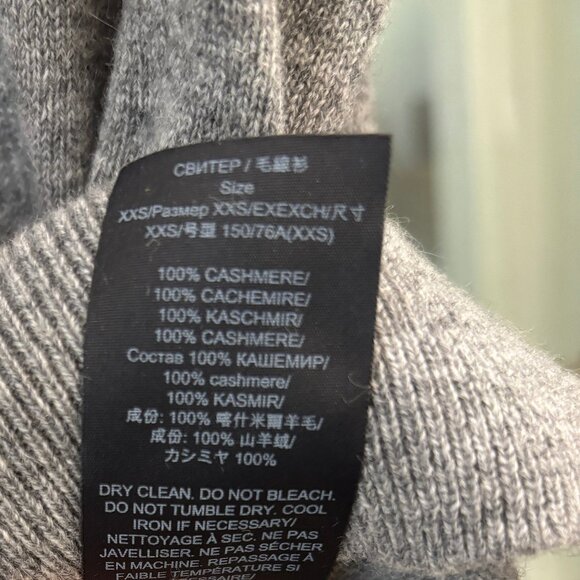 СВИТЕР / 毛線衫
Size
XXS/Размер XXS/EXEXCH/尺寸
XXS/号型 150/76A(XXS)
100% CASHMERE/
100% CACHEMIRE/
100% KASCHMIR/
100% CASHMERE/
Состав 100% КАШЕМИР/
100% cashmere/
100% KASMIR/
成份: 100% 喀什米爾羊毛/
成份: 100% 山羊绒/
カシミヤ 100%
DRY CLEAN. DO NOT BLEACH.
DO NOT TUMBLE DRY. COOL
IRON IF NECESSARY/
NETTOYAGE À SEC. NE PAS
JAVELLISER. NE PAS SÉCHER
EN MACHINE. REPASSAGE À
FAIBLE TEMPÉRATURE SI
NÉCESSAIRE/